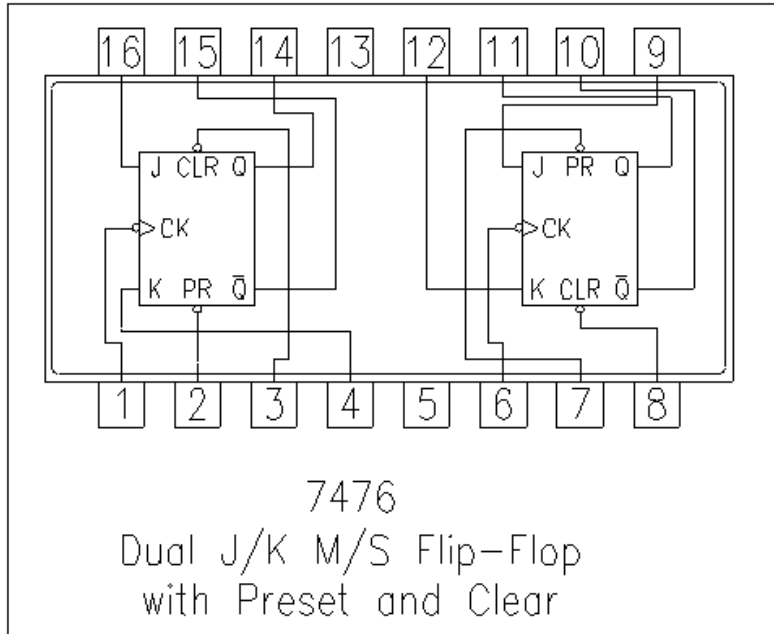 16 15 14 13 12 11 10 9
J CLR Q J PR Q
CK CK
K PR Q̅ K CLR Q̅
1 2 3 4 5 6 7 8
7476
Dual J/K M/S Flip-Flop
with Preset and Clear